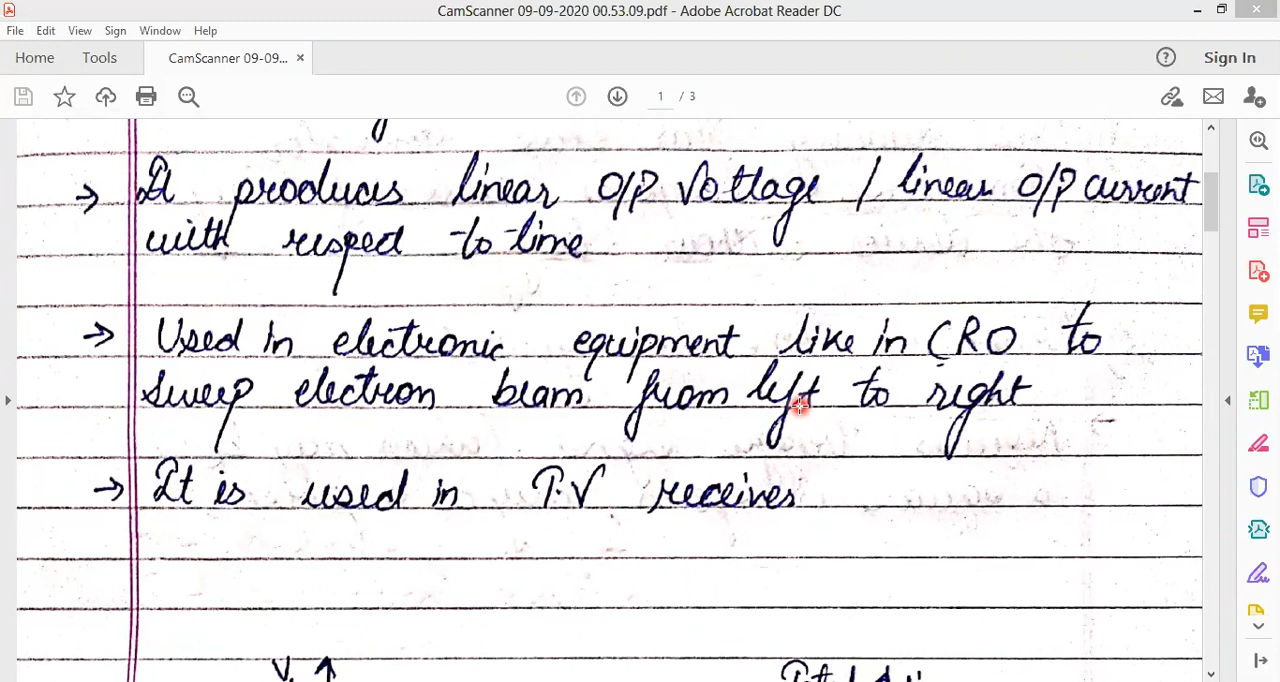 CamScanner 09-09-2020 00.53.09.pdf - Adobe Acrobat Reader DC
File Edit View Sign Window Help
Home Tools CamScanner 09-09... × Sign In
1 / 3
→ It produces linear O/P Voltage / linear O/P current
with respect to time
→ Used in electronic equipment like in CRO to
sweep electron beam from left to right
→ It is used in T.V receives